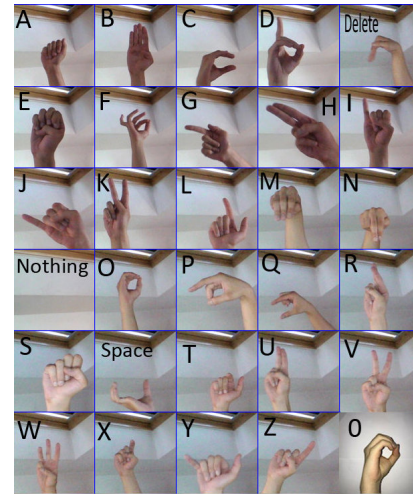 A B C D Delete
E F G H I
J K L M N
Nothing O P Q R
S Space T U V
W X Y Z 0